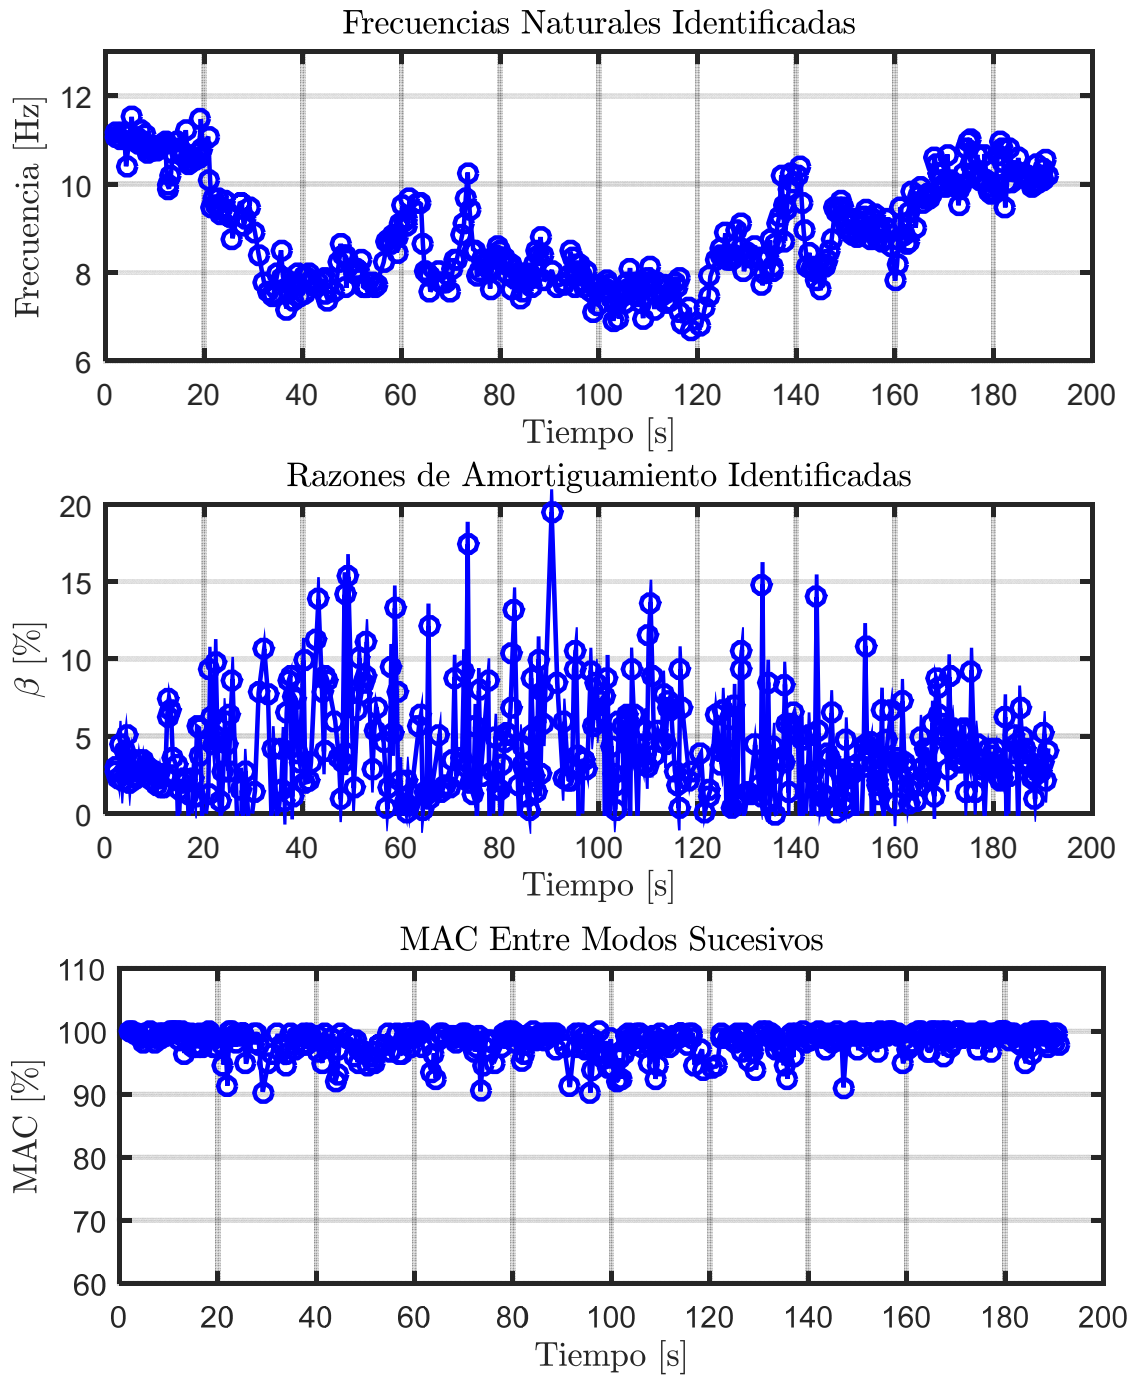 Frecuencias Naturales Identificadas
Frecuencia [Hz]
12
10
8
6
0 20 40 60 80 100 120 140 160 180 200
Tiempo [s]
Razones de Amortiguamiento Identificadas
β [%]
20
15
10
5
0
0 20 40 60 80 100 120 140 160 180 200
Tiempo [s]
MAC Entre Modos Sucesivos
MAC [%]
110
100
90
80
70
60
0 20 40 60 80 100 120 140 160 180 200
Tiempo [s]